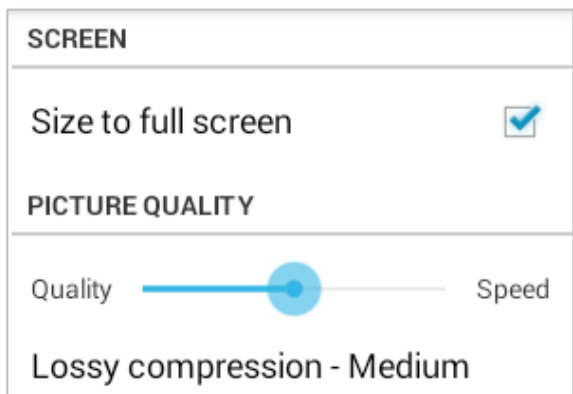 SCREEN
Size to full screen
PICTURE QUALITY
Quality Speed
Lossy compression - Medium